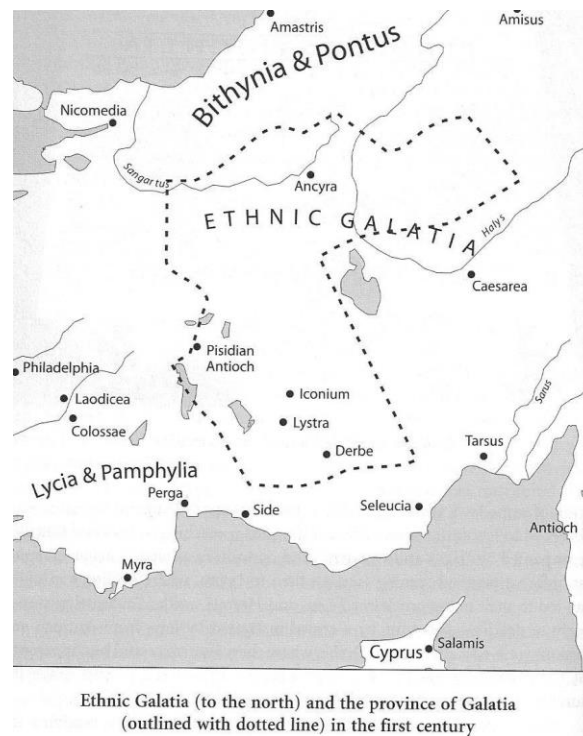 Amastris
Amisus
Bithynia & Pontus
Nicomedia
Sangartus
Ancyra
ETHNIC GALATIA
Halys
Caesarea
Pisidian
Antioch
Philadelphia
Laodicea
Colossae
Iconium
Lystra
Derbe
Sarus
Tarsus
Lycia & Pamphylia
Perga
Side
Seleucia
Antioch
Myra
Cyprus
Salamis
Ethnic Galatia (to the north) and the province of Galatia
(outlined with dotted line) in the first century